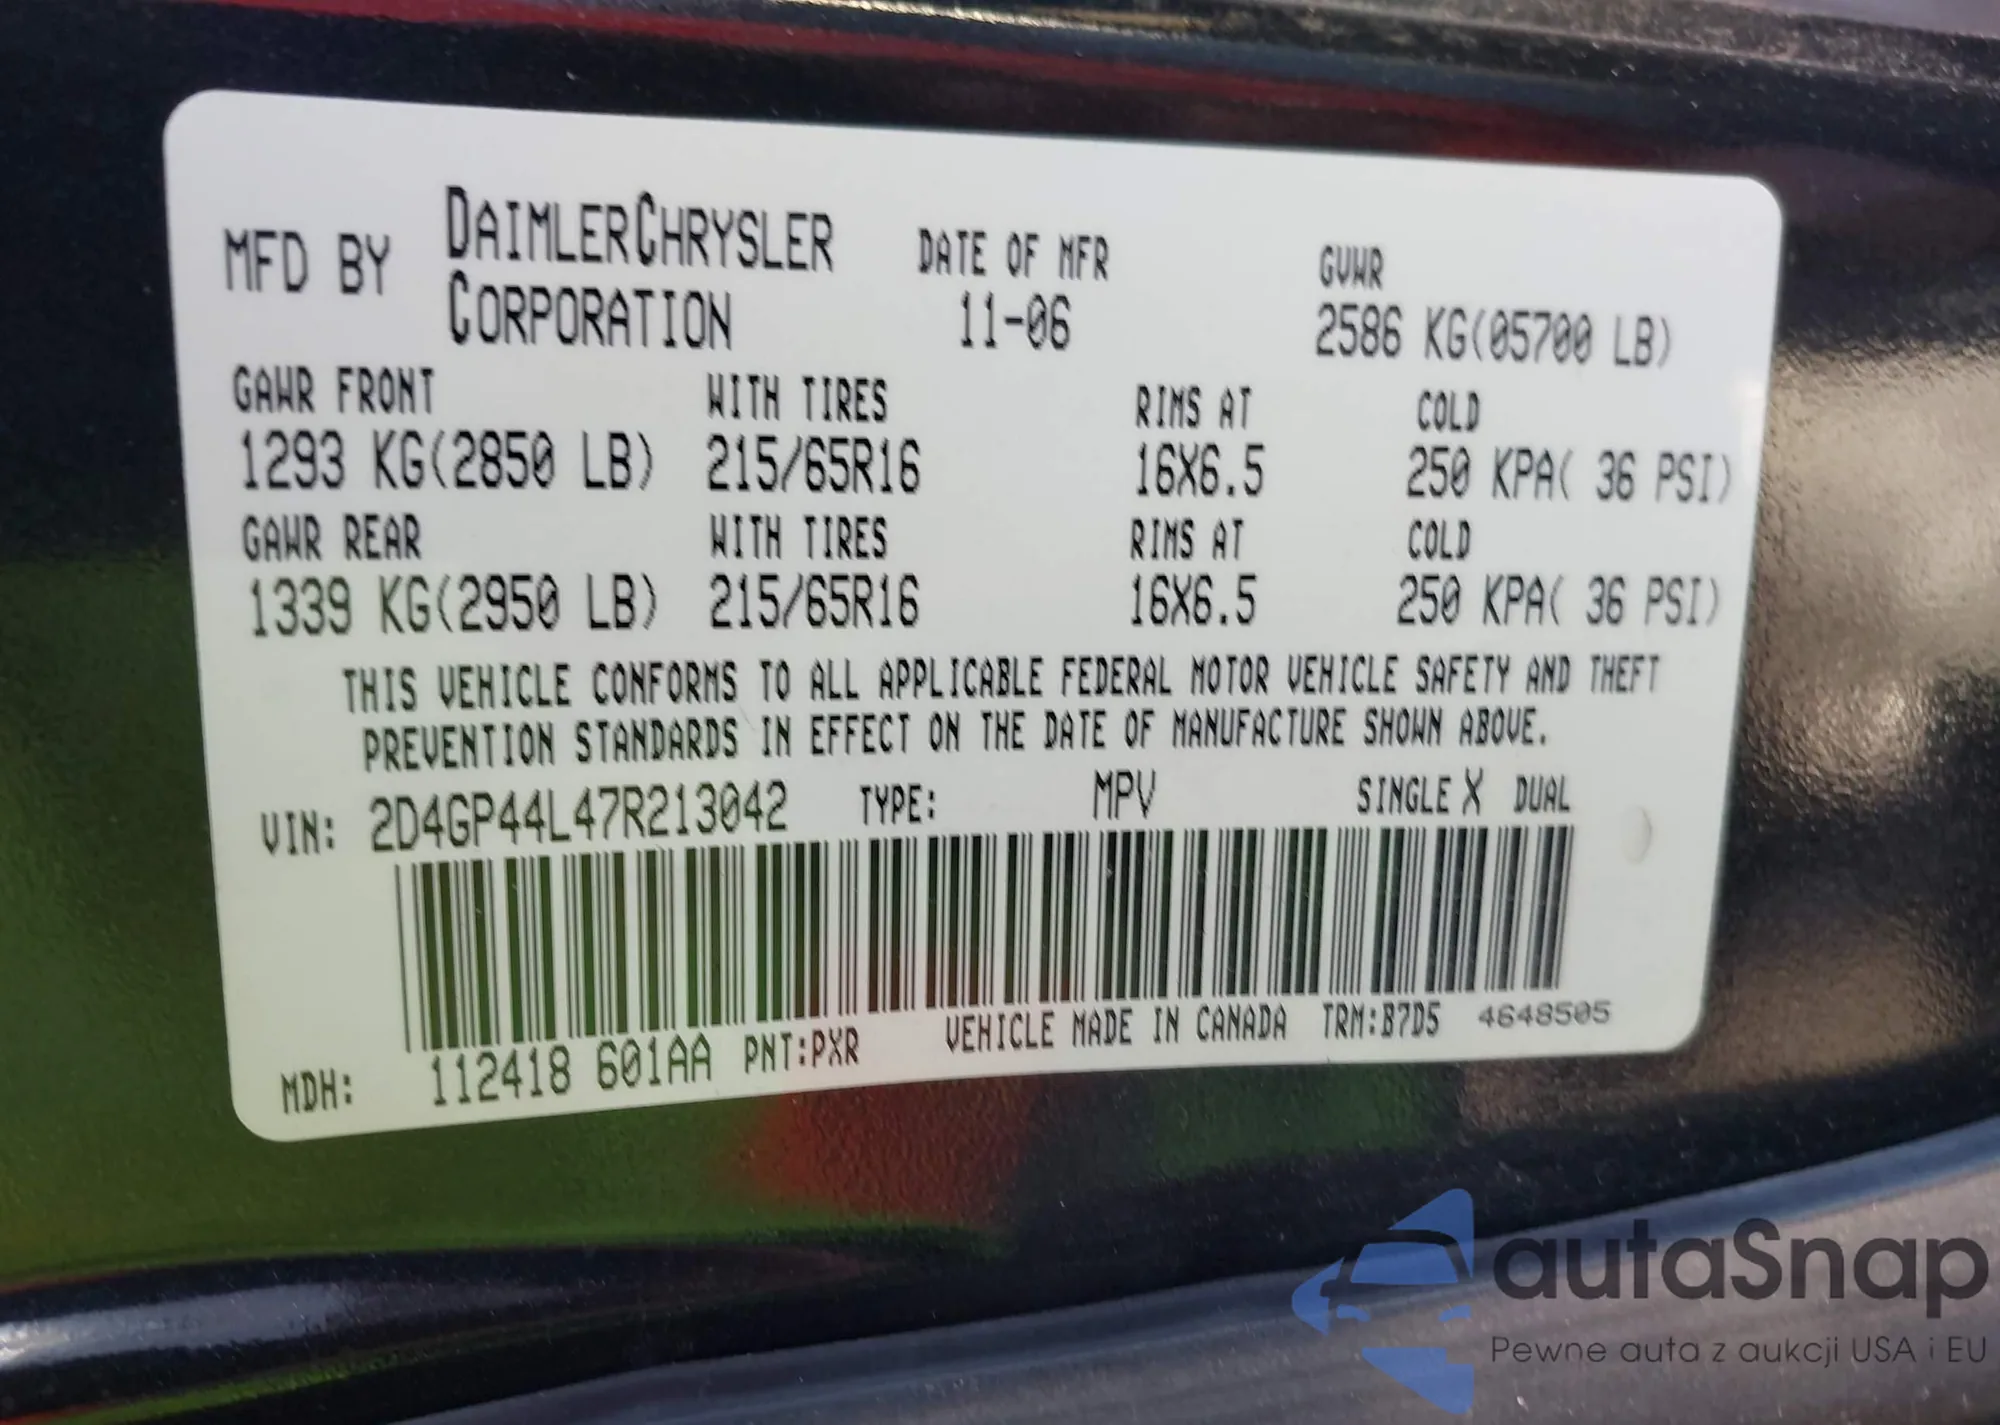 MFD BY DAIMLERCHRYSLER CORPORATION DATE OF MFR 11-06 GVWR 2586 KG(05700 LB)
GAWR FRONT WITH TIRES RIMS AT COLD
1293 KG(2850 LB) 215/65R16 16X6.5 250 KPA( 36 PSI)
GAWR REAR WITH TIRES RIMS AT COLD
1339 KG(2950 LB) 215/65R16 16X6.5 250 KPA( 36 PSI)
THIS VEHICLE CONFORMS TO ALL APPLICABLE FEDERAL MOTOR VEHICLE SAFETY AND THEFT
PREVENTION STANDARDS IN EFFECT ON THE DATE OF MANUFACTURE SHOWN ABOVE.
VIN: 2D4GP44L47R213042 TYPE: MPV SINGLE X DUAL
MDH: 112418 601AA PNT:PXR VEHICLE MADE IN CANADA TRM:B7D5 4648505
autaSnap
Pewne auta z aukcji USA i EU